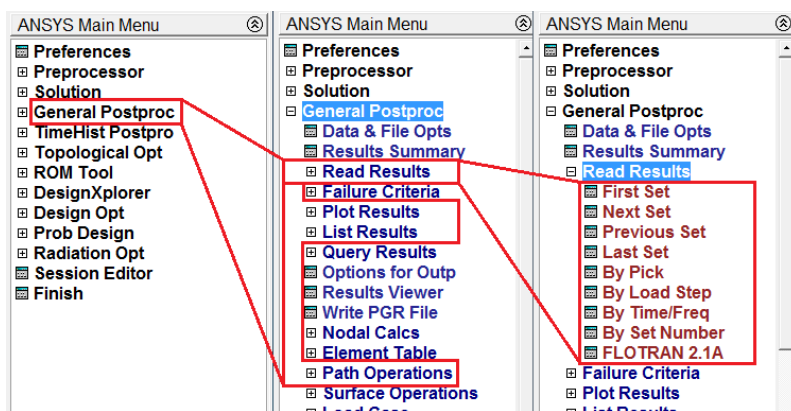 ANSYS Main Menu
Preferences
Preprocessor
Solution
General Postproc
TimeHist Postpro
Topological Opt
ROM Tool
DesignXplorer
Design Opt
Prob Design
Radiation Opt
Session Editor
Finish
ANSYS Main Menu
Preferences
Preprocessor
Solution
General Postproc
Data & File Opts
Results Summary
Read Results
Failure Criteria
Plot Results
List Results
Query Results
Options for Outp
Results Viewer
Write PGR File
Nodal Calcs
Element Table
Path Operations
Surface Operations
Load Case
ANSYS Main Menu
Preferences
Preprocessor
Solution
General Postproc
Data & File Opts
Results Summary
Read Results
First Set
Next Set
Previous Set
Last Set
By Pick
By Load Step
By Time/Freq
By Set Number
FLOTRAN 2.1A
Failure Criteria
Plot Results
List Results